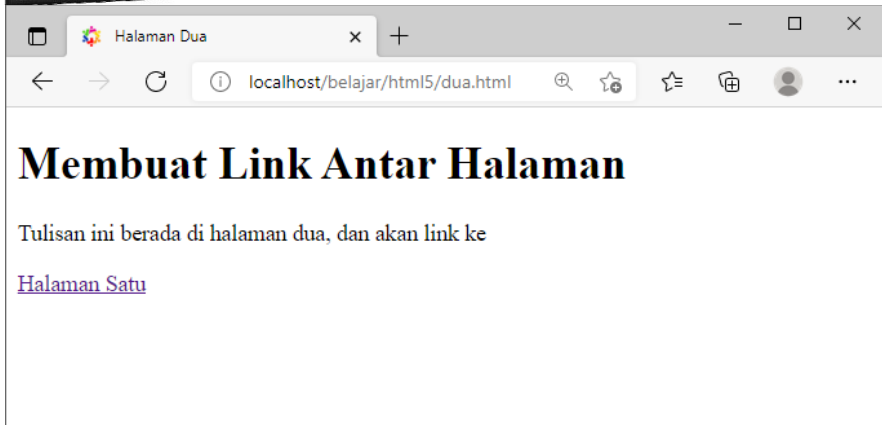 Halaman Dua
localhost/belajar/html5/dua.html
Membuat Link Antar Halaman
Tulisan ini berada di halaman dua, dan akan link ke
Halaman Satu